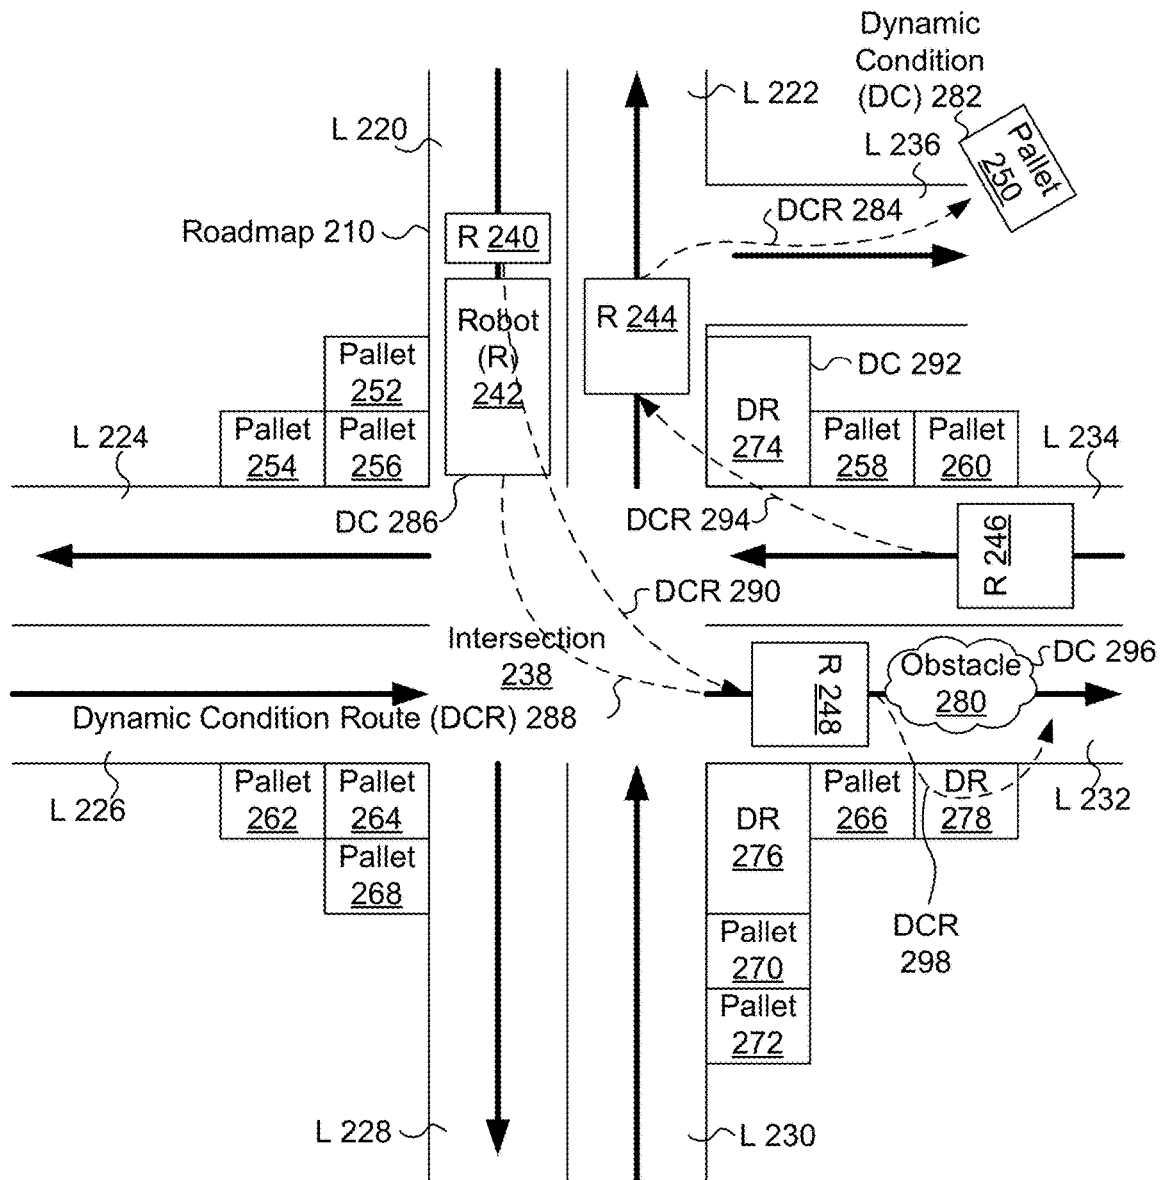 Dynamic
Condition
(DC) 282
L 222
L 220
L 236
Pallet
250
Roadmap 210
R 240
DCR 284
Robot
(R)
242
R 244
Pallet
252
DC 292
DR
274
L 224
Pallet
254
Pallet
256
Pallet
258
Pallet
260
L 234
DC 286
DCR 294
R 246
DCR 290
Intersection
238
R 248
Obstacle
280
DC 296
Dynamic Condition Route (DCR) 288
L 226
Pallet
262
Pallet
264
DR
276
Pallet
266
DR
278
L 232
Pallet
268
DCR
298
Pallet
270
Pallet
272
L 228
L 230